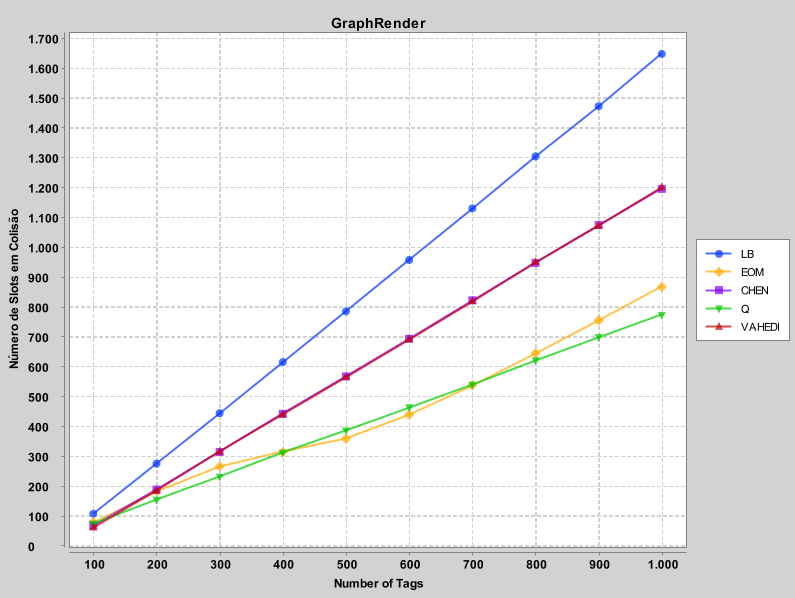 GraphRender
Número de Slots em Colisão
1.700
1.600
1.500
1.400
1.300
1.200
1.100
1.000
900
800
700
600
500
400
300
200
100
0
100 200 300 400 500 600 700 800 900 1.000
Number of Tags
LB
EOM
CHEN
Q
VAHEDI